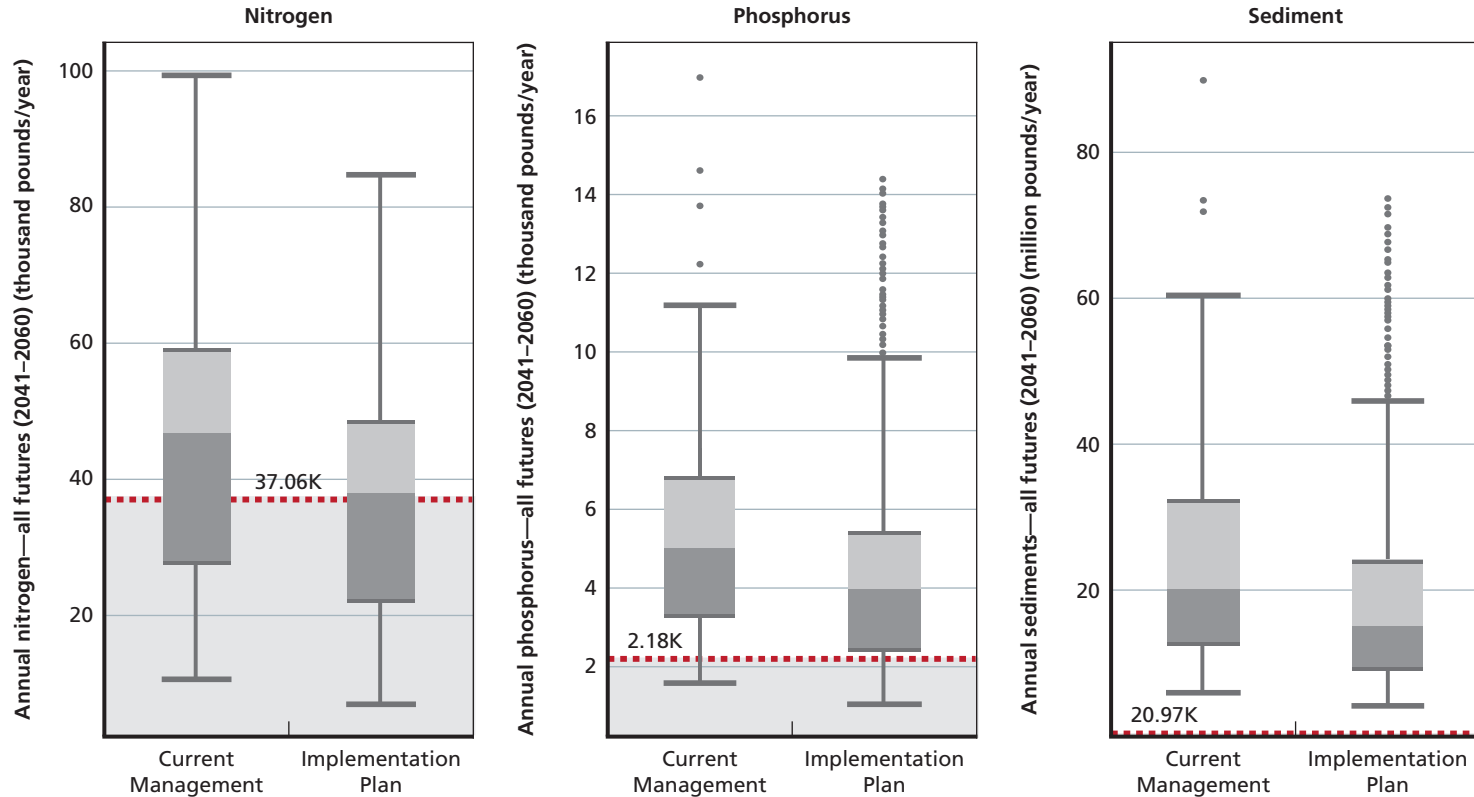 Nitrogen
Annual nitrogen—all futures (2041–2060) (thousand pounds/year)
100
80
60
40
20
37.06K
Current
Management
Implementation
Plan
Phosphorus
Annual phosphorus—all futures (2041–2060) (thousand pounds/year)
16
14
12
10
8
6
4
2
2.18K
Current
Management
Implementation
Plan
Sediment
Annual sediments—all futures (2041–2060) (million pounds/year)
80
60
40
20
20.97K
Current
Management
Implementation
Plan